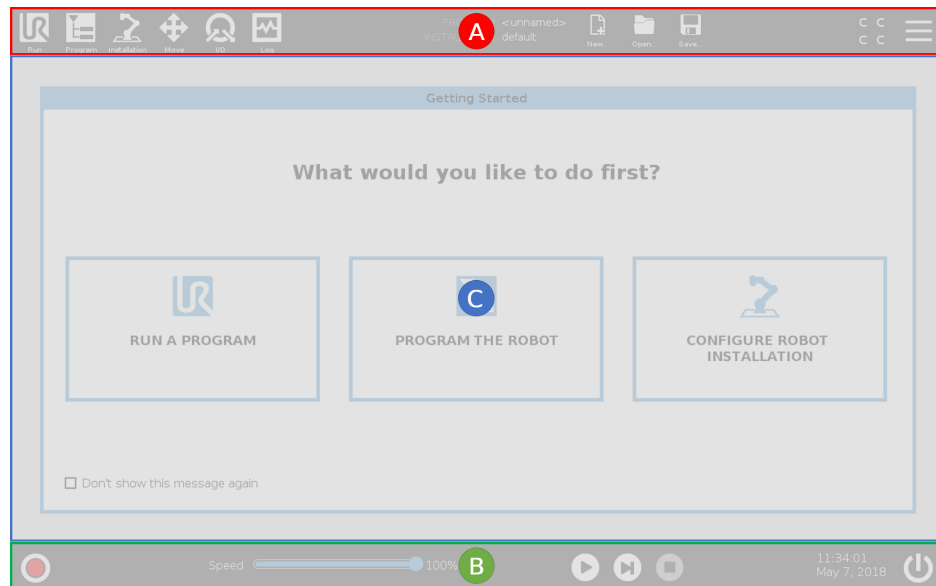 <unnamed>
default
Run
Program
Installation
Move
I/O
Log
A
New...
Open...
Save...
C C
C C
Getting Started
What would you like to do first?
RUN A PROGRAM
C
PROGRAM THE ROBOT
CONFIGURE ROBOT
INSTALLATION
Don't show this message again
Speed
100%
B
11:34:01
May 7, 2018